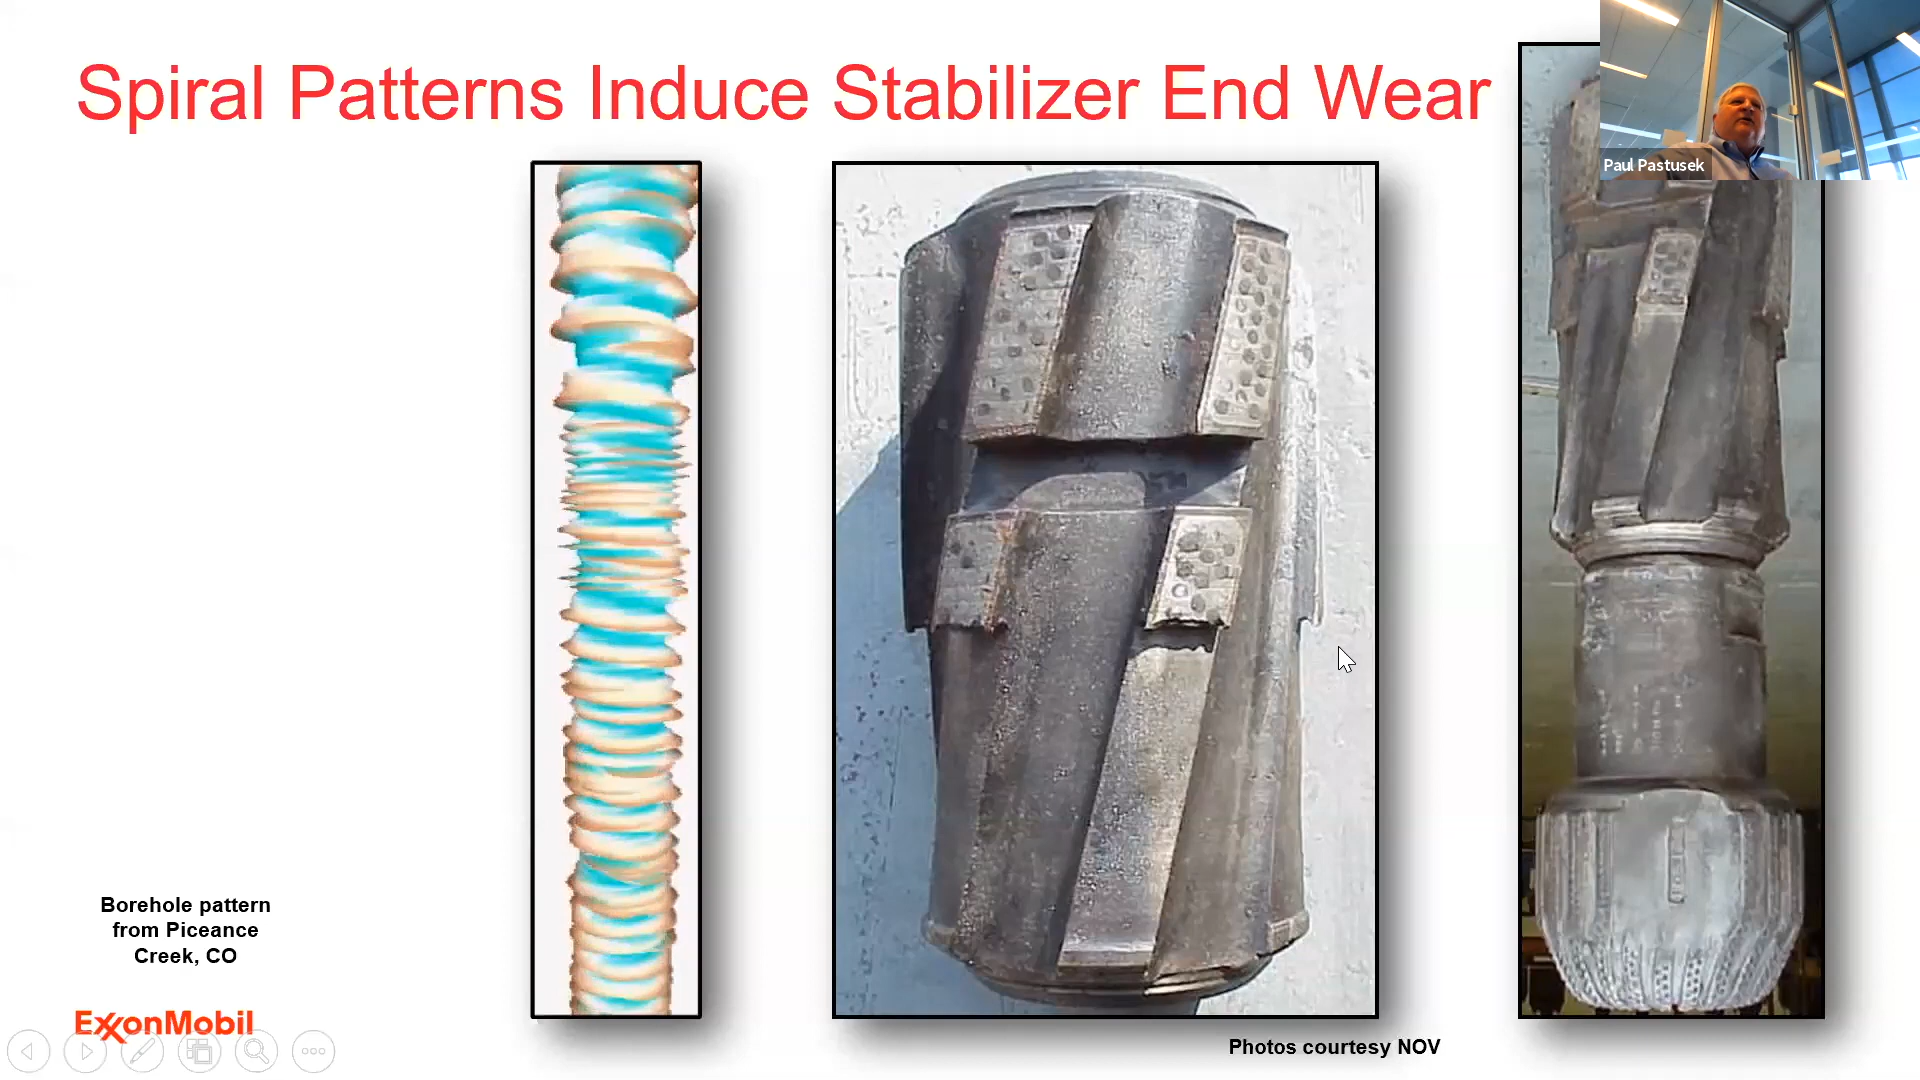 Spiral Patterns Induce Stabilizer End Wear
Paul Pastusek
Borehole pattern
from Piceance
Creek, CO
ExxonMobil
Photos courtesy NOV